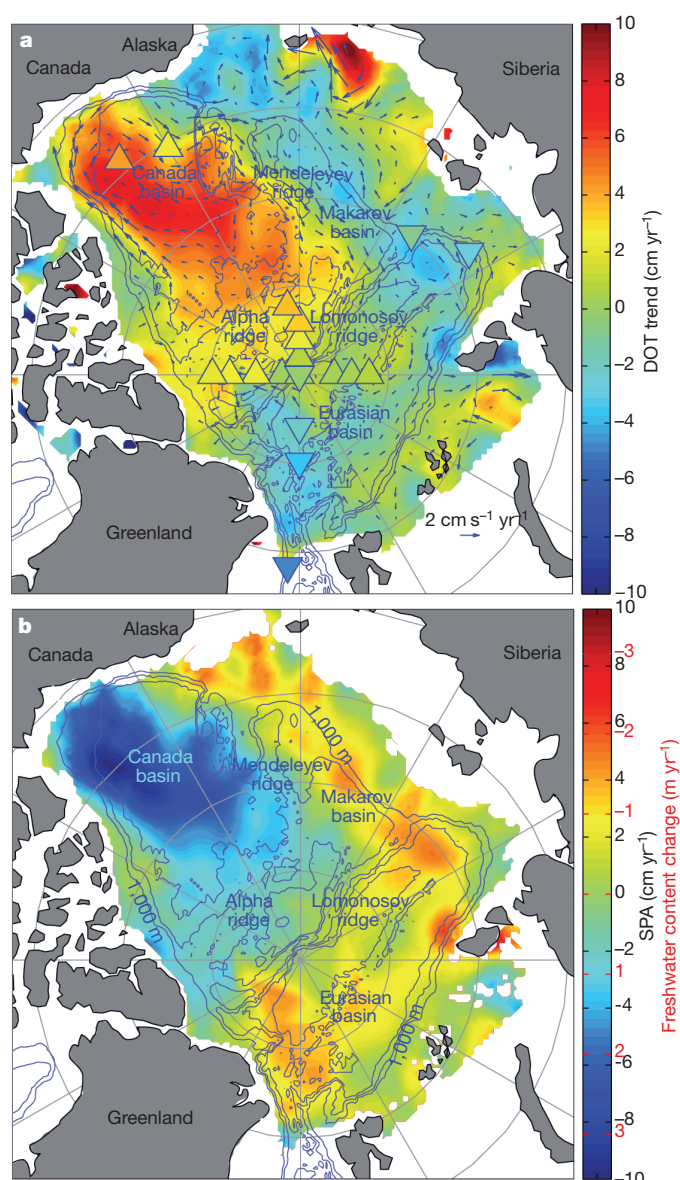 a
Alaska
Canada
Siberia
Canada
basin
Mendeleyev
ridge
Makarov
basin
Alpha
ridge
Lomonosov
ridge
Eurasian
basin
Greenland
2 cm s⁻¹ yr⁻¹
10
8
6
4
2
0
−2
−4
−6
−8
−10
DOT trend (cm yr⁻¹)
b
Alaska
Canada
Siberia
1,000 m
Canada
basin
Mendeleyev
ridge
Makarov
basin
1,000 m
Alpha
ridge
Lomonosov
ridge
Eurasian
basin
1,000 m
Greenland
10
8
6
4
2
0
−2
−4
−6
−8
−10
SPA (cm yr⁻¹)
−3
−2
−1
0
1
2
3
Freshwater content change (m yr⁻¹)